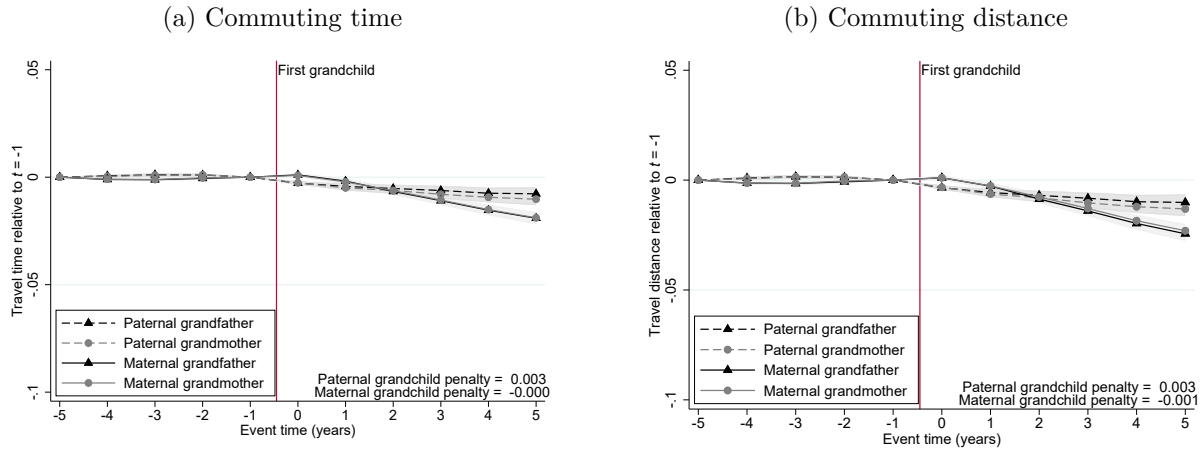 (a) Commuting time
.05
0
-.05
-.1
Travel time relative to t = -1
First grandchild
Paternal grandfather
Paternal grandmother
Maternal grandfather
Maternal grandmother
Paternal grandchild penalty = 0.003
Maternal grandchild penalty = -0.000
-5 -4 -3 -2 -1 0 1 2 3 4 5
Event time (years)
(b) Commuting distance
.05
0
-.05
-.1
Travel distance relative to t = -1
First grandchild
Paternal grandfather
Paternal grandmother
Maternal grandfather
Maternal grandmother
Paternal grandchild penalty = 0.003
Maternal grandchild penalty = -0.001
-5 -4 -3 -2 -1 0 1 2 3 4 5
Event time (years)